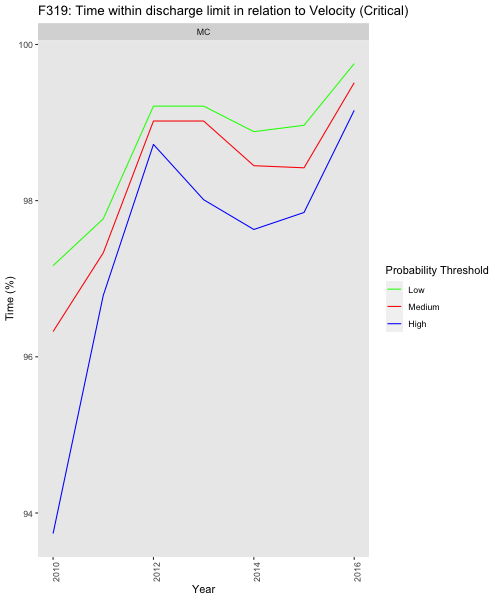 F319: Time within discharge limit in relation to Velocity (Critical)
MC
100
98
96
94
Time (%)
2010
2012
2014
2016
Year
Probability Threshold
Low
Medium
High